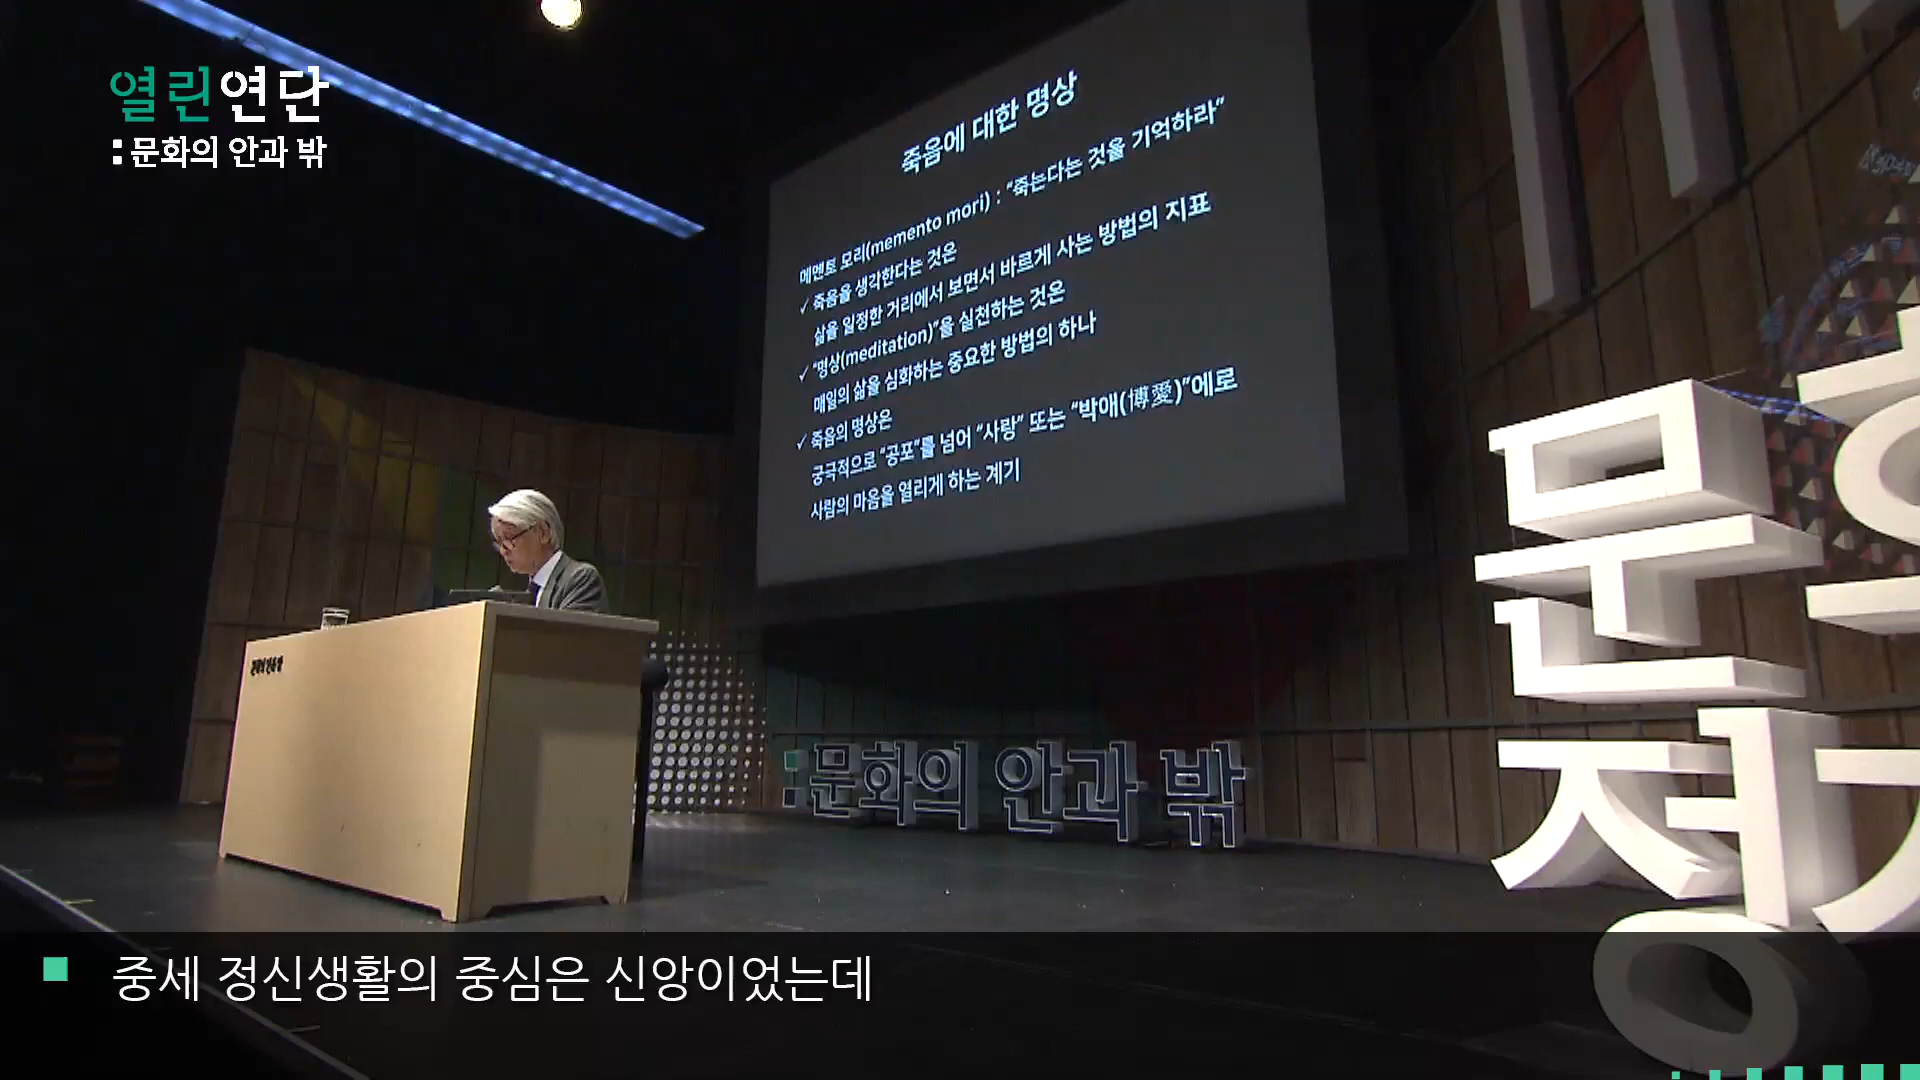 열린연단
:문화의 안과 밖
죽음에 대한 명상
메멘토 모리(memento mori) : “죽는다는 것을 기억하라”
✓ 죽음을 생각한다는 것은
삶을 일정한 거리에서 보면서 바르게 사는 방법의 지표
✓ “명상(meditation)”을 실천하는 것은
매일의 삶을 심화하는 중요한 방법의 하나
✓ 죽음의 명상은
궁극적으로 “공포”를 넘어 “사랑” 또는 “박애(博愛)”에로
사람의 마음을 열리게 하는 계기
문화의 안과 밖
:문화의 안과 밖
문
정
중세 정신생활의 중심은 신앙이었는데